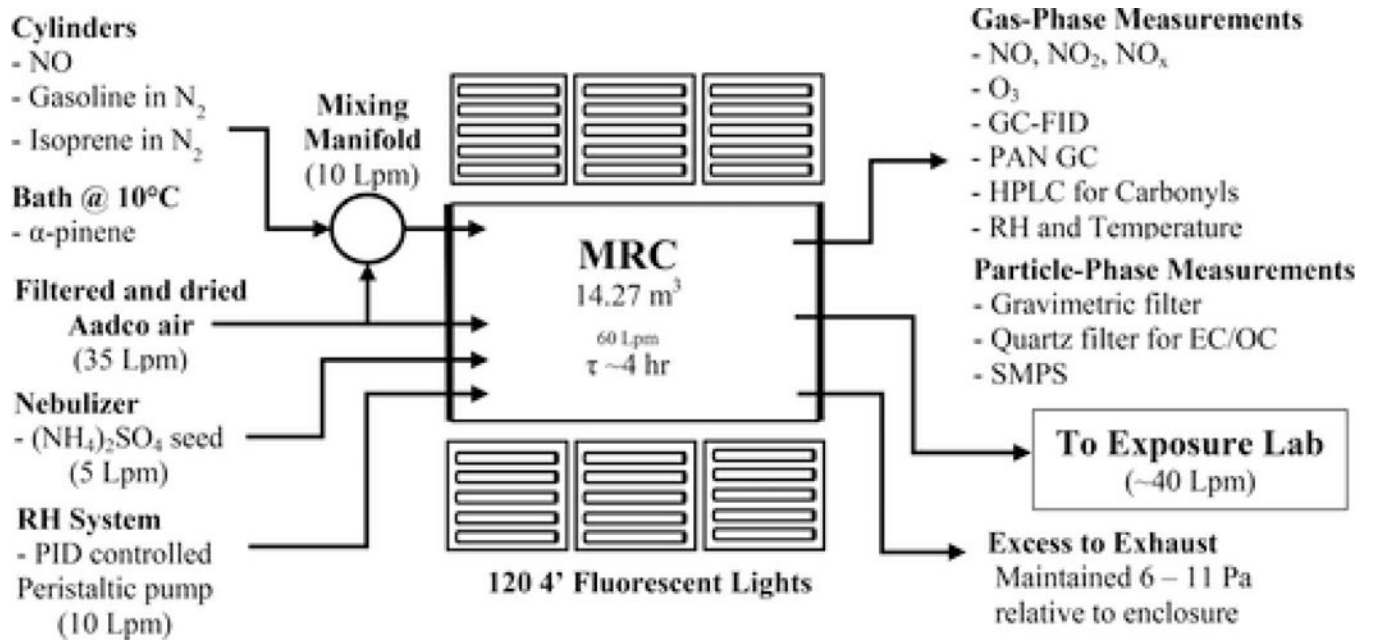 Cylinders
- NO
- Gasoline in N₂
- Isoprene in N₂
Bath @ 10°C
- α-pinene
Filtered and dried
Aadco air
(35 Lpm)
Nebulizer
- (NH₄)₂SO₄ seed
(5 Lpm)
RH System
- PID controlled
Peristaltic pump
(10 Lpm)
Mixing
Manifold
(10 Lpm)
MRC
14.27 m³
60 Lpm
τ ~4 hr
120 4' Fluorescent Lights
Gas-Phase Measurements
- NO, NO₂, NOₓ
- O₃
- GC-FID
- PAN GC
- HPLC for Carbonyls
- RH and Temperature
Particle-Phase Measurements
- Gravimetric filter
- Quartz filter for EC/OC
- SMPS
To Exposure Lab
(~40 Lpm)
Excess to Exhaust
Maintained 6 – 11 Pa
relative to enclosure